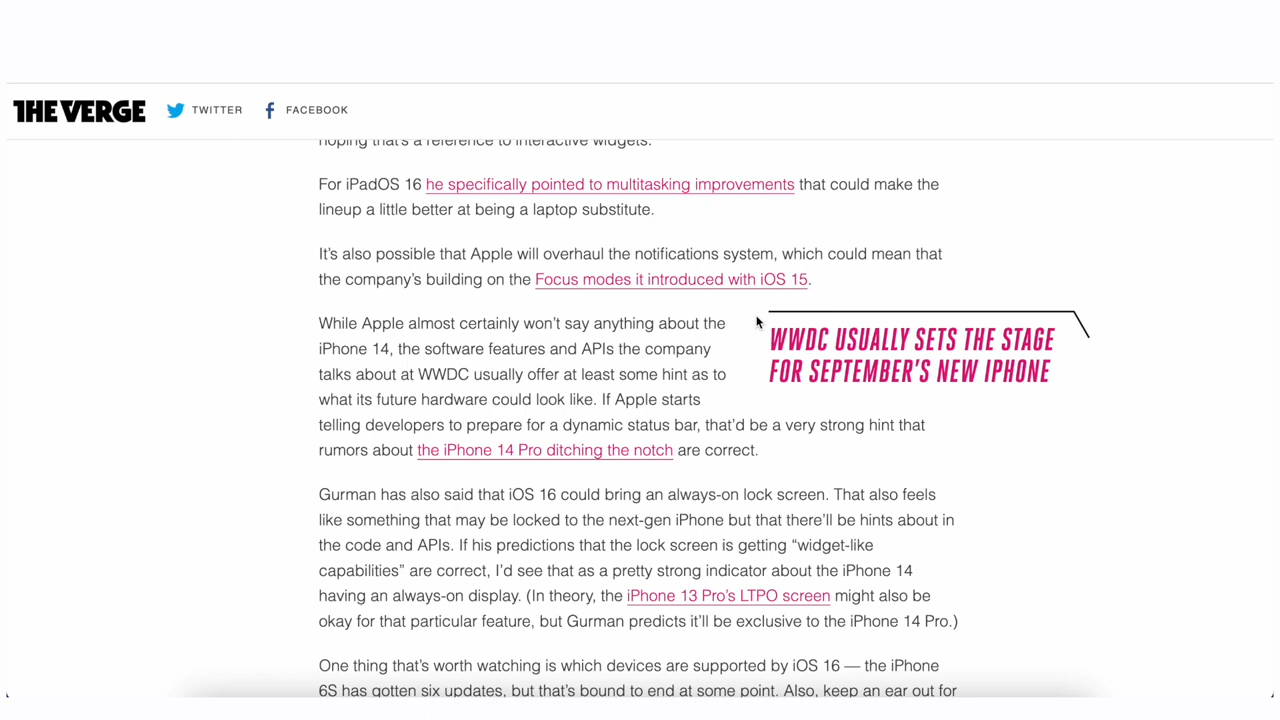 THE VERGE
TWITTER
FACEBOOK
hoping that's a reference to interactive widgets.
For iPadOS 16 he specifically pointed to multitasking improvements that could make the
lineup a little better at being a laptop substitute.
It's also possible that Apple will overhaul the notifications system, which could mean that
the company's building on the Focus modes it introduced with iOS 15.
While Apple almost certainly won't say anything about the
iPhone 14, the software features and APIs the company
talks about at WWDC usually offer at least some hint as to
what its future hardware could look like. If Apple starts
telling developers to prepare for a dynamic status bar, that'd be a very strong hint that
rumors about the iPhone 14 Pro ditching the notch are correct.
WWDC USUALLY SETS THE STAGE
FOR SEPTEMBER'S NEW IPHONE
Gurman has also said that iOS 16 could bring an always-on lock screen. That also feels
like something that may be locked to the next-gen iPhone but that there'll be hints about in
the code and APIs. If his predictions that the lock screen is getting “widget-like
capabilities” are correct, I'd see that as a pretty strong indicator about the iPhone 14
having an always-on display. (In theory, the iPhone 13 Pro's LTPO screen might also be
okay for that particular feature, but Gurman predicts it'll be exclusive to the iPhone 14 Pro.)
One thing that's worth watching is which devices are supported by iOS 16 — the iPhone
6S has gotten six updates, but that's bound to end at some point. Also, keep an ear out for